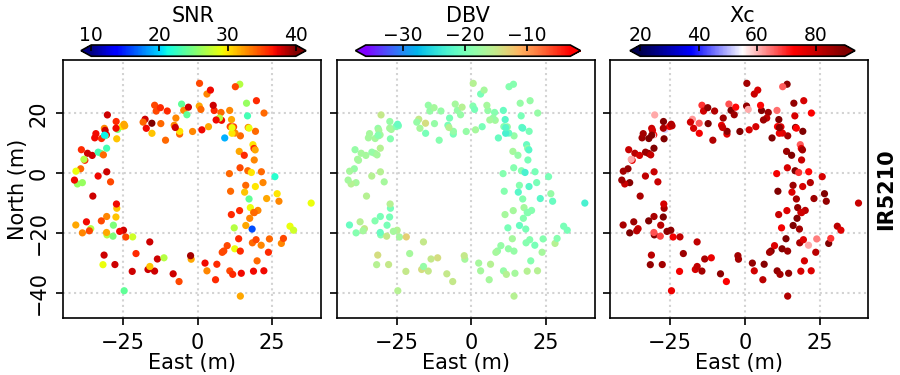 SNR DBV Xc
10 20 30 40 −30 −20 −10 20 40 60 80
20
0
−20
−40
North (m)
IR5210
−25 0 25 −25 0 25 −25 0 25
East (m) East (m) East (m)